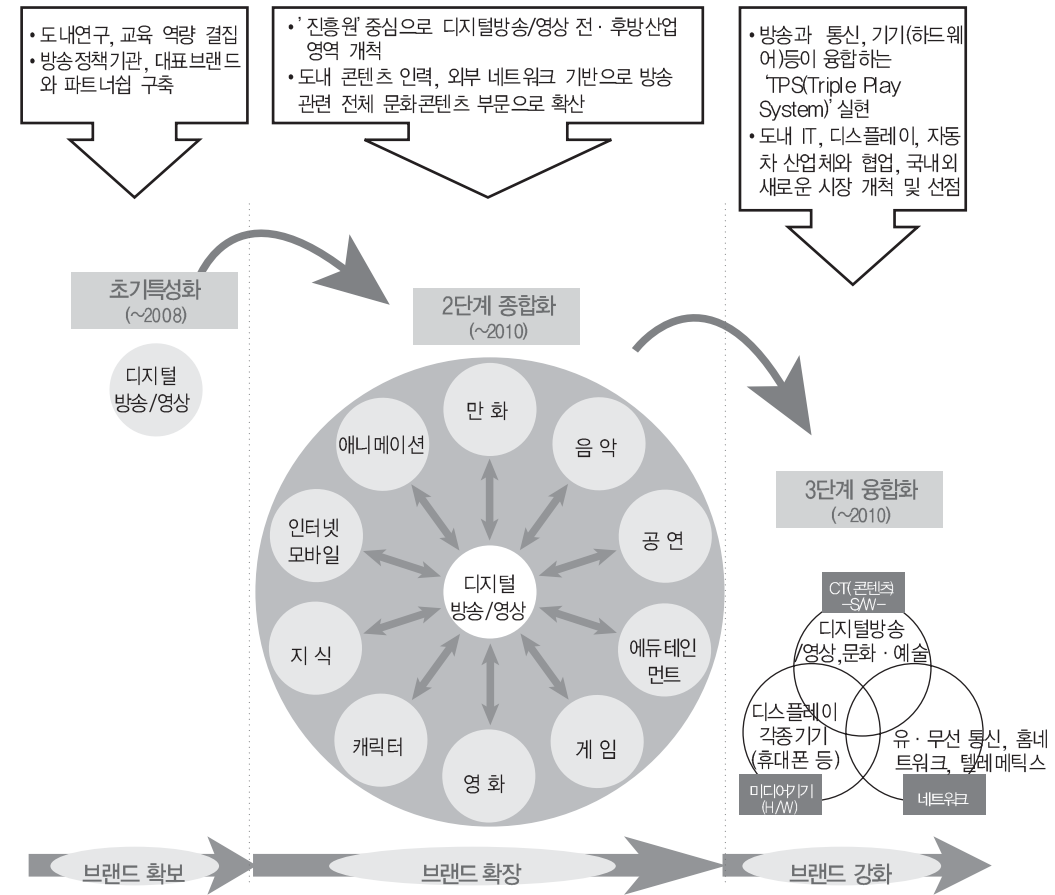 • 도내연구, 교육 역량 결집
• 방송정책기관, 대표브랜드
와 파트너쉽 구축
• '진흥원' 중심으로 디지털방송/영상 전 · 후방산업
영역 개척
• 도내 콘텐츠 인력, 외부 네트워크 기반으로 방송
관련 전체 문화콘텐츠 부문으로 확산
• 방송과 통신, 기기(하드웨
어)등이 융합하는
'TPS(Triple Play
System)' 실현
• 도내 IT, 디스플레이, 자동
차 산업체와 협업, 국내외
새로운 시장 개척 및 선점
초기특성화
(~2008)
디지털
방송/영상
2단계 종합화
(~2010)
만 화
음 악
공 연
에듀테인
먼트
게 임
영 화
캐릭터
지 식
인터넷
모바일
애니메이션
디지털
방송/영상
3단계 융합화
(~2010)
CT(콘텐츠)
-S/W-
디지털방송
/영상,문화 · 예술
디스플레이
각종기기
(휴대폰 등)
유 · 무선 통신, 홈네
트워크, 텔레메틱스
미디어기기
(H/W)
네트워크
브랜드 확보
브랜드 확장
브랜드 강화